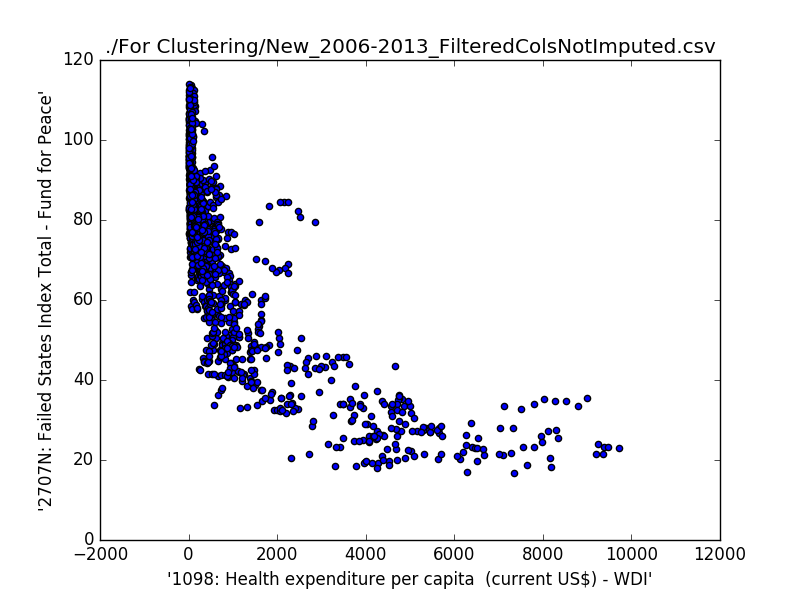 ./For Clustering/New_2006-2013_FilteredColsNotImputed.csv
120
100
80
60
40
20
0
'2707N: Failed States Index Total - Fund for Peace'
−2000 0 2000 4000 6000 8000 10000 12000
'1098: Health expenditure per capita  (current US$) - WDI'